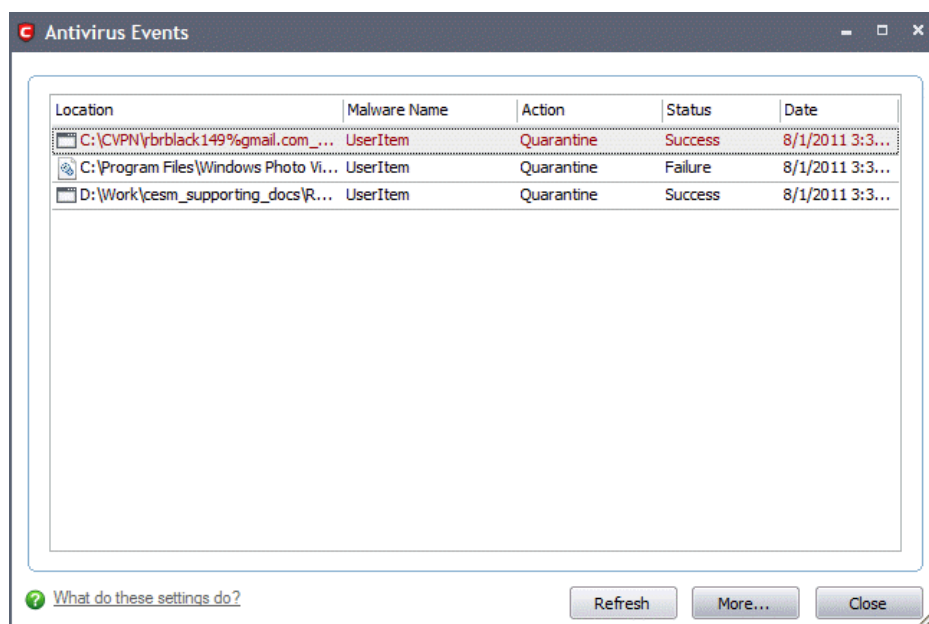 Antivirus Events
Location Malware Name Action Status Date
C:\CVPN\rbrblack149%gmail.com_... UserItem Quarantine Success 8/1/2011 3:3...
C:\Program Files\Windows Photo Vi... UserItem Quarantine Failure 8/1/2011 3:3...
D:\Work\cesm_supporting_docs\R... UserItem Quarantine Success 8/1/2011 3:3...
What do these settings do?
Refresh More... Close